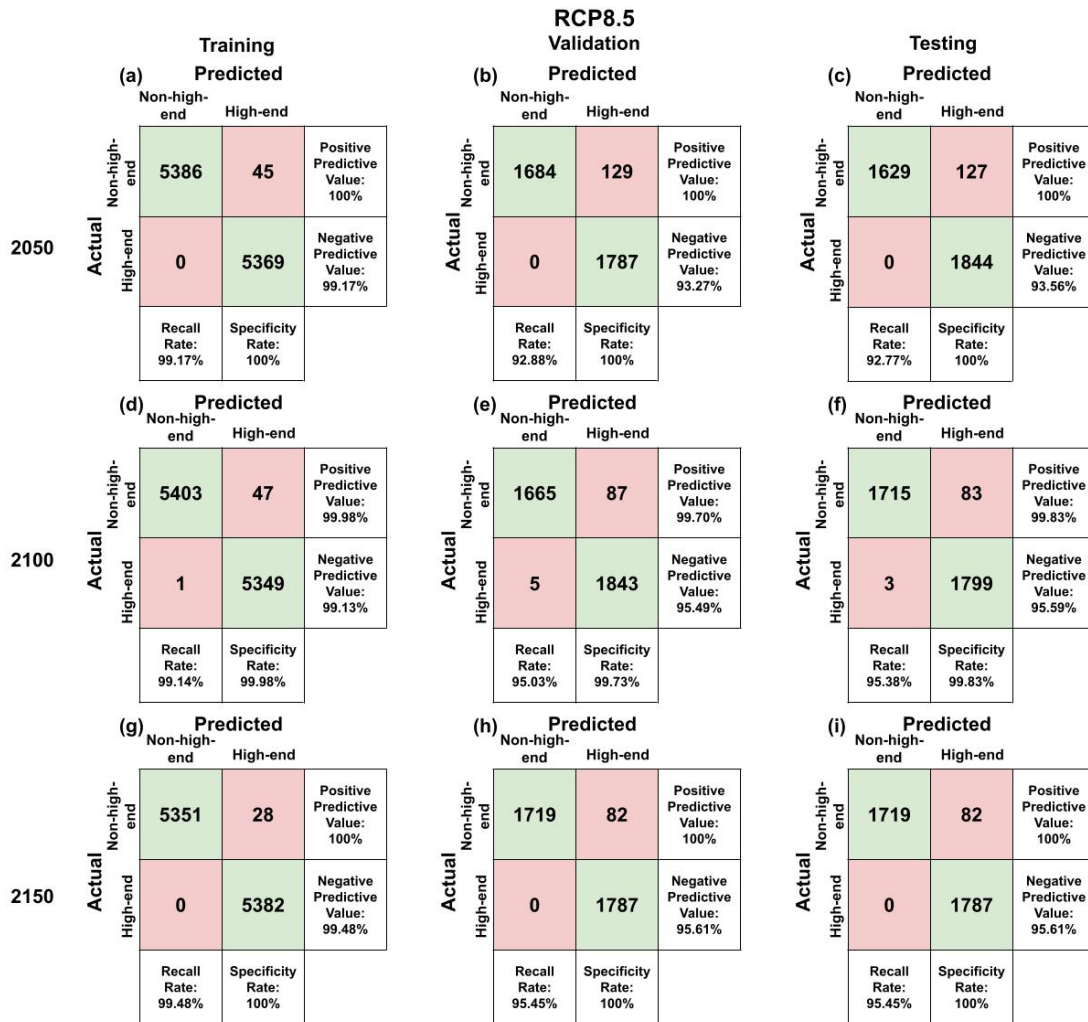 RCP8.5
Training
Validation
Testing
(a)
Predicted
Non-high-
end
High-end
2050
Actual
Non-high-
end
5386
45
Positive
Predictive
Value:
100%
High-end
0
5369
Negative
Predictive
Value:
99.17%
Recall
Rate:
99.17%
Specificity
Rate:
100%
(b)
Predicted
Non-high-
end
High-end
Actual
Non-high-
end
1684
129
Positive
Predictive
Value:
100%
High-end
0
1787
Negative
Predictive
Value:
93.27%
Recall
Rate:
92.88%
Specificity
Rate:
100%
(c)
Predicted
Non-high-
end
High-end
Actual
Non-high-
end
1629
127
Positive
Predictive
Value:
100%
High-end
0
1844
Negative
Predictive
Value:
93.56%
Recall
Rate:
92.77%
Specificity
Rate:
100%
(d)
Predicted
Non-high-
end
High-end
2100
Actual
Non-high-
end
5403
47
Positive
Predictive
Value:
99.98%
High-end
1
5349
Negative
Predictive
Value:
99.13%
Recall
Rate:
99.14%
Specificity
Rate:
99.98%
(e)
Predicted
Non-high-
end
High-end
Actual
Non-high-
end
1665
87
Positive
Predictive
Value:
99.70%
High-end
5
1843
Negative
Predictive
Value:
95.49%
Recall
Rate:
95.03%
Specificity
Rate:
99.73%
(f)
Predicted
Non-high-
end
High-end
Actual
Non-high-
end
1715
83
Positive
Predictive
Value:
99.83%
High-end
3
1799
Negative
Predictive
Value:
95.59%
Recall
Rate:
95.38%
Specificity
Rate:
99.83%
(g)
Predicted
Non-high-
end
High-end
2150
Actual
Non-high-
end
5351
28
Positive
Predictive
Value:
100%
High-end
0
5382
Negative
Predictive
Value:
99.48%
Recall
Rate:
99.48%
Specificity
Rate:
100%
(h)
Predicted
Non-high-
end
High-end
Actual
Non-high-
end
1719
82
Positive
Predictive
Value:
100%
High-end
0
1787
Negative
Predictive
Value:
95.61%
Recall
Rate:
95.45%
Specificity
Rate:
100%
(i)
Predicted
Non-high-
end
High-end
Actual
Non-high-
end
1719
82
Positive
Predictive
Value:
100%
High-end
0
1787
Negative
Predictive
Value:
95.61%
Recall
Rate:
95.45%
Specificity
Rate:
100%